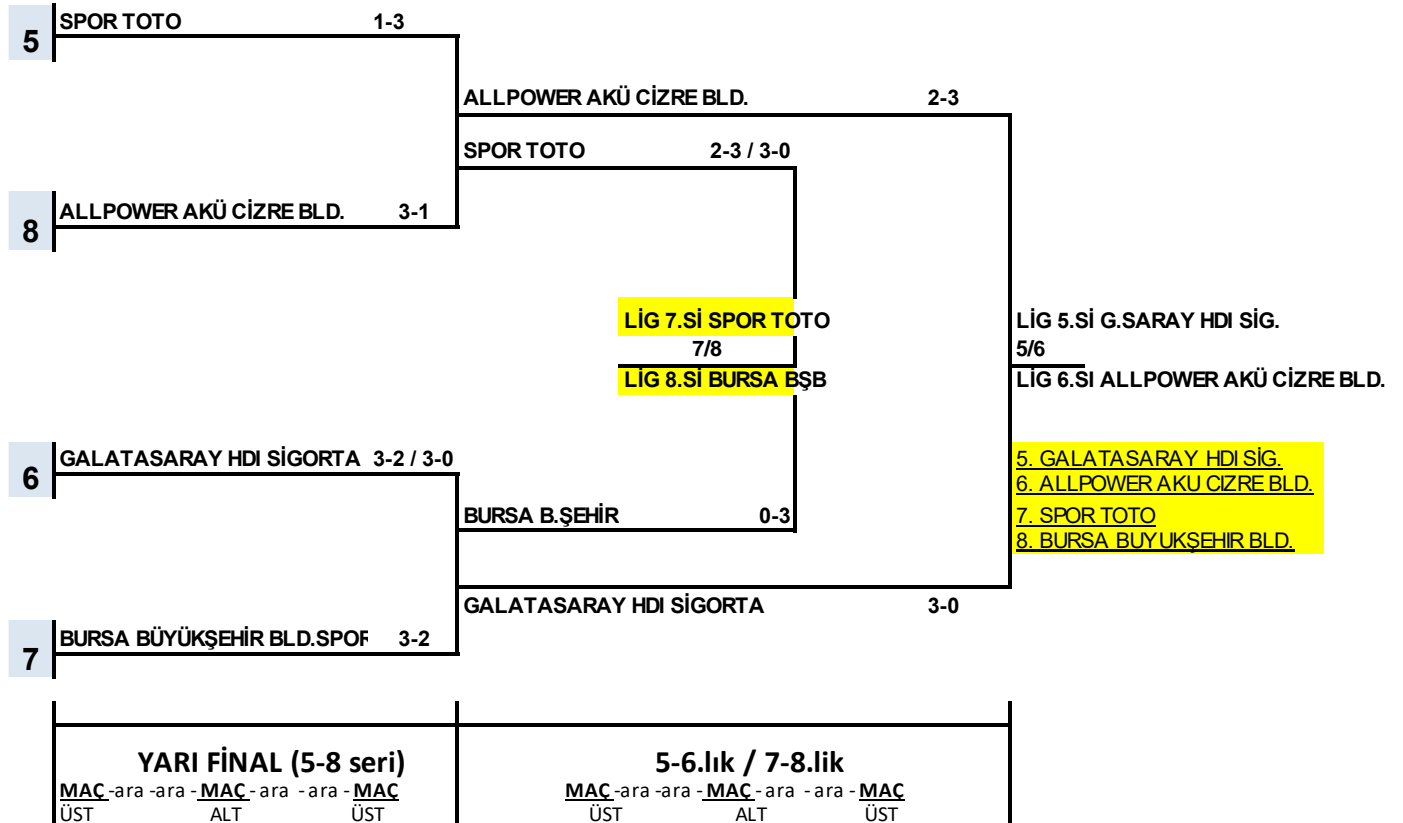 SPOR TOTO 1-3
5
ALLPOWER AKÜ CİZRE BLD. 2-3
SPOR TOTO 2-3 / 3-0
ALLPOWER AKÜ CİZRE BLD. 3-1
8
LİG 7.Sİ SPOR TOTO
7/8
LİG 8.Sİ BURSA BŞB
LİG 5.Sİ G.SARAY HDI SİG.
5/6
LİG 6.SI ALLPOWER AKÜ CİZRE BLD.
GALATASARAY HDI SİGORTA 3-2 / 3-0
6
5. GALATASARAY HDI SİG.
6. ALLPOWER AKU CIZRE BLD.
7. SPOR TOTO
8. BURSA BUYUKŞEHIR BLD.
BURSA B.ŞEHİR 0-3
GALATASARAY HDI SİGORTA 3-0
BURSA BÜYÜKŞEHİR BLD.SPOR 3-2
7
YARI FİNAL (5-8 seri)
MAÇ -ara -ara - MAÇ - ara - ara - MAÇ
ÜST ALT ÜST
5-6.lık / 7-8.lik
MAÇ -ara -ara - MAÇ - ara - ara - MAÇ
ÜST ALT ÜST